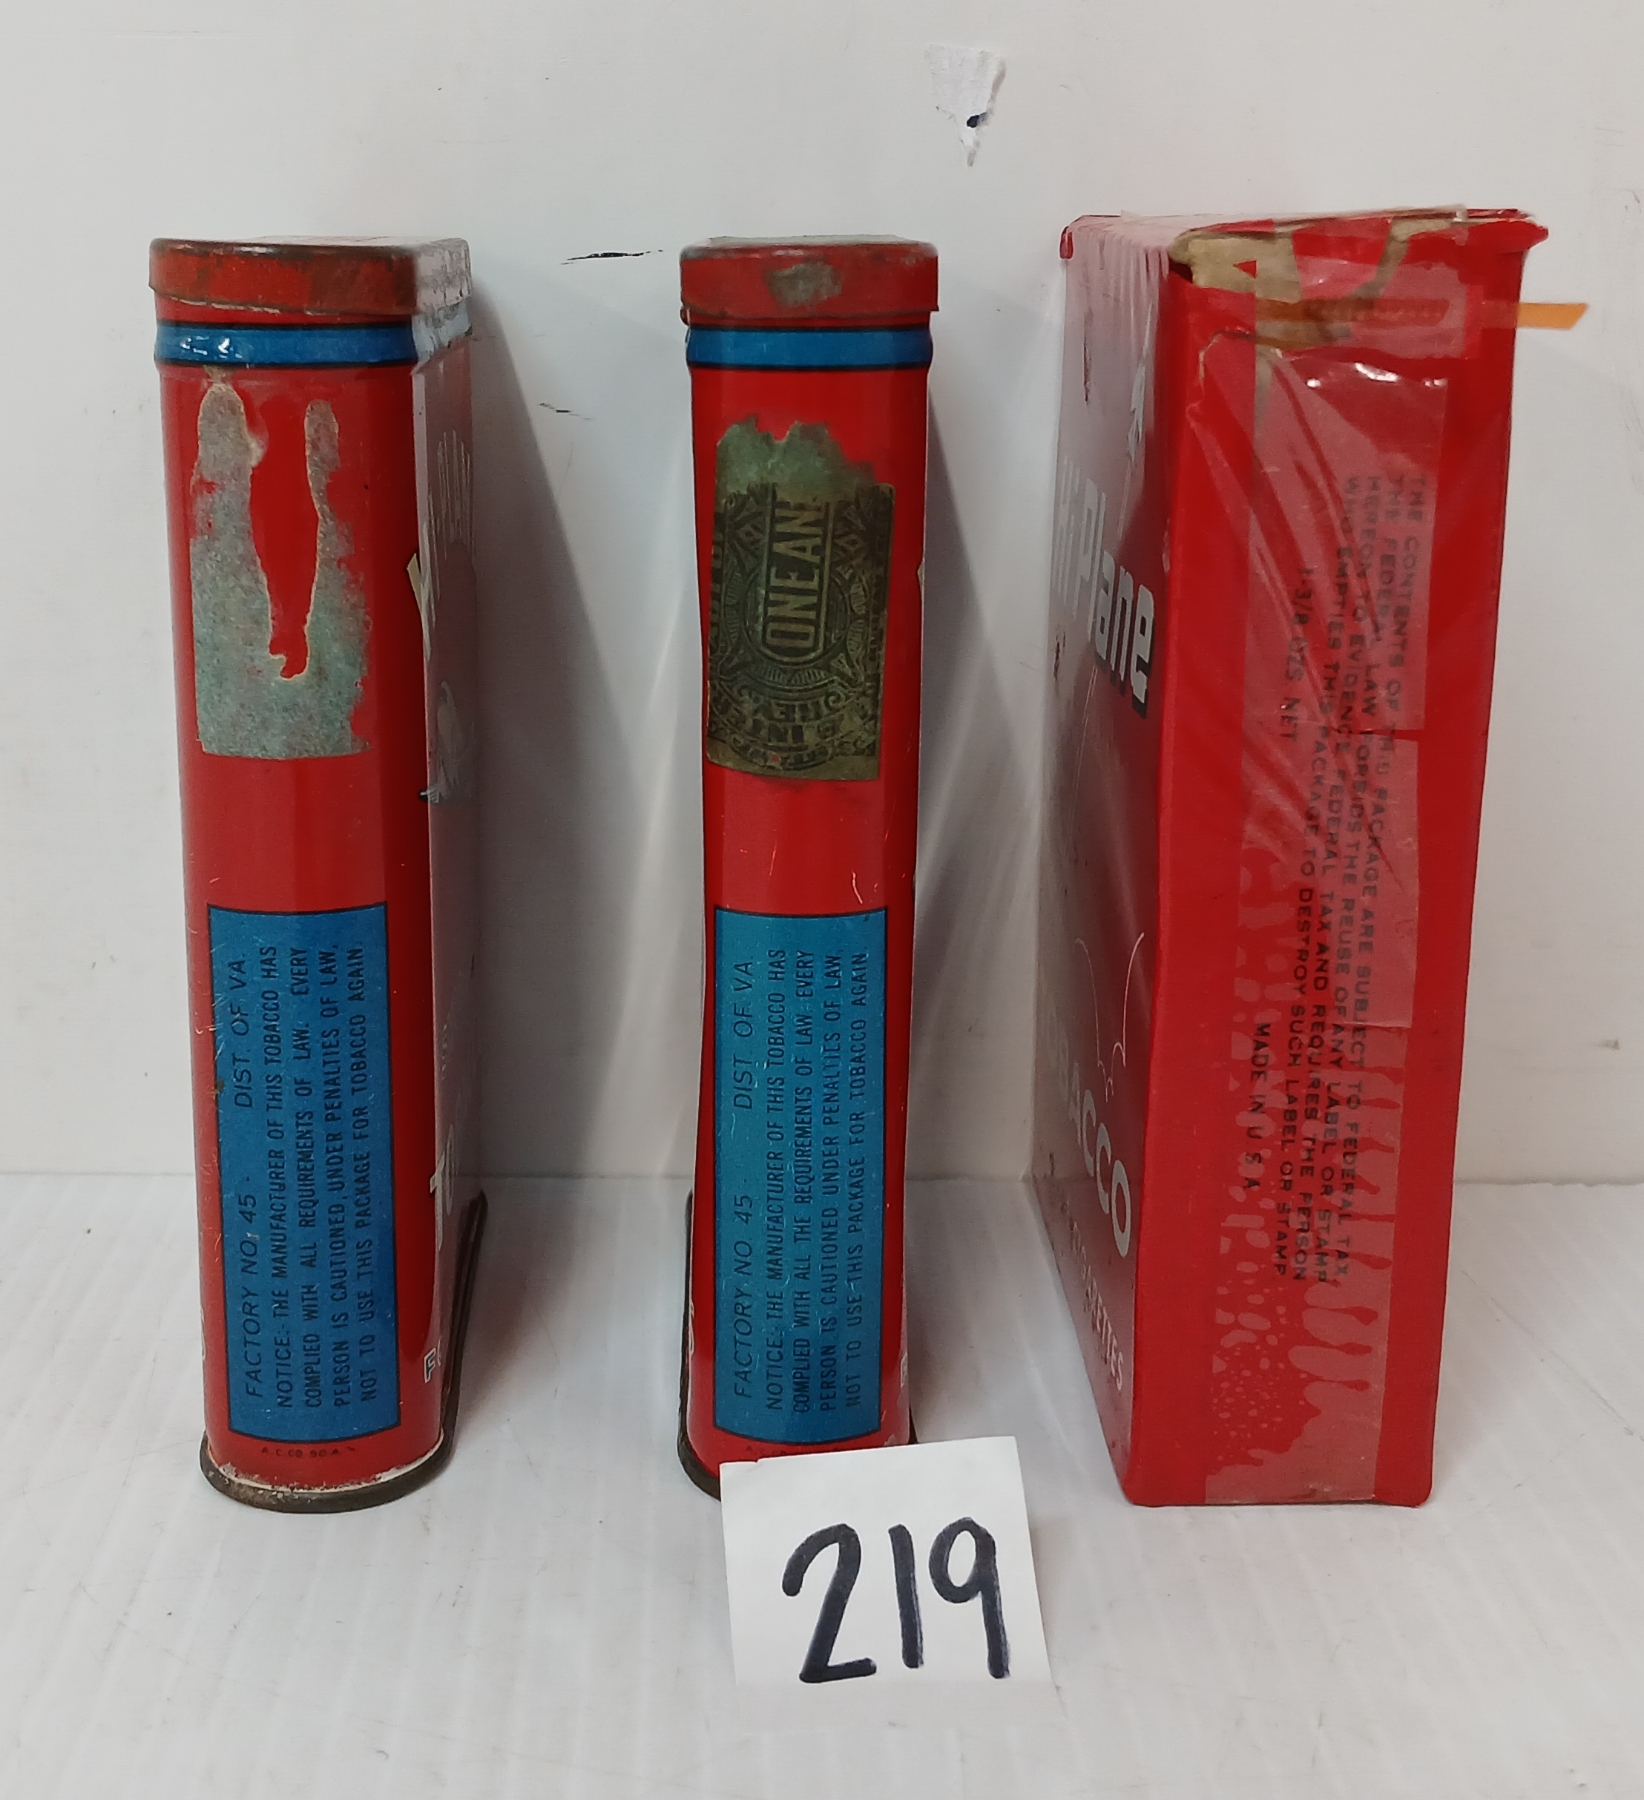 FACTORY NO. 45. DIST OF VA.
NOTICE:- THE MANUFACTURER OF THIS TOBACCO HAS
COMPLIED WITH ALL REQUIREMENTS OF LAW. EVERY
PERSON IS CAUTIONED, UNDER PENALTIES OF LAW,
NOT TO USE THIS PACKAGE FOR TOBACCO AGAIN.
A.C.CO. 50 A
ONE AN
FACTORY NO 45 DIST OF VA
NOTICE:- THE MANUFACTURER OF THIS TOBACCO HAS
COMPLIED WITH ALL THE REQUIREMENTS OF LAW. EVERY
PERSON IS CAUTIONED UNDER PENALTIES OF LAW,
NOT TO USE THIS PACKAGE FOR TOBACCO AGAIN.
Hi-Plane
BACCO
THE CONTENTS OF THIS PACKAGE ARE SUBJECT TO FEDERAL TAX
THE FEDERAL LAW FORBIDS THE REUSE OF ANY LABEL OR STAMP
HEREON TO EVIDENCE FEDERAL TAX AND REQUIRES THE PERSON
WHO EMPTIES THIS PACKAGE TO DESTROY SUCH LABEL OR STAMP
1-3/8 OZS NET MADE IN U.S.A.
219